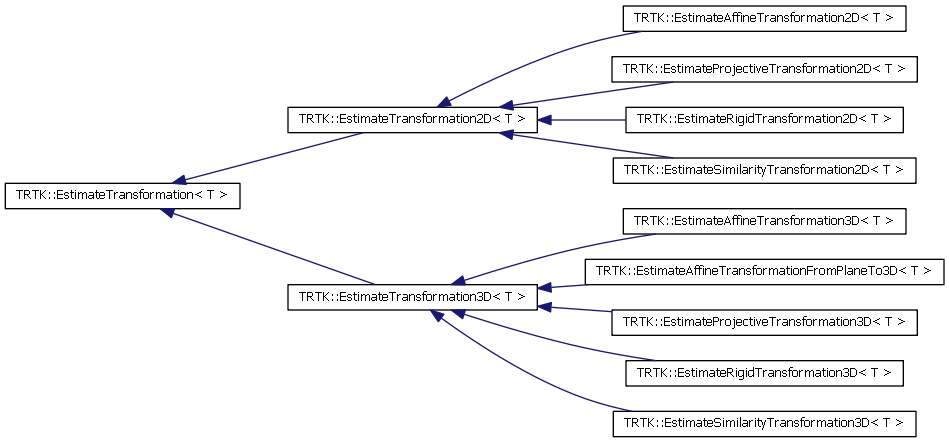 TRTK::EstimateAffineTransformation2D< T >
TRTK::EstimateProjectiveTransformation2D< T >
TRTK::EstimateTransformation2D< T >
TRTK::EstimateRigidTransformation2D< T >
TRTK::EstimateSimilarityTransformation2D< T >
TRTK::EstimateTransformation< T >
TRTK::EstimateAffineTransformation3D< T >
TRTK::EstimateAffineTransformationFromPlaneTo3D< T >
TRTK::EstimateTransformation3D< T >
TRTK::EstimateProjectiveTransformation3D< T >
TRTK::EstimateRigidTransformation3D< T >
TRTK::EstimateSimilarityTransformation3D< T >